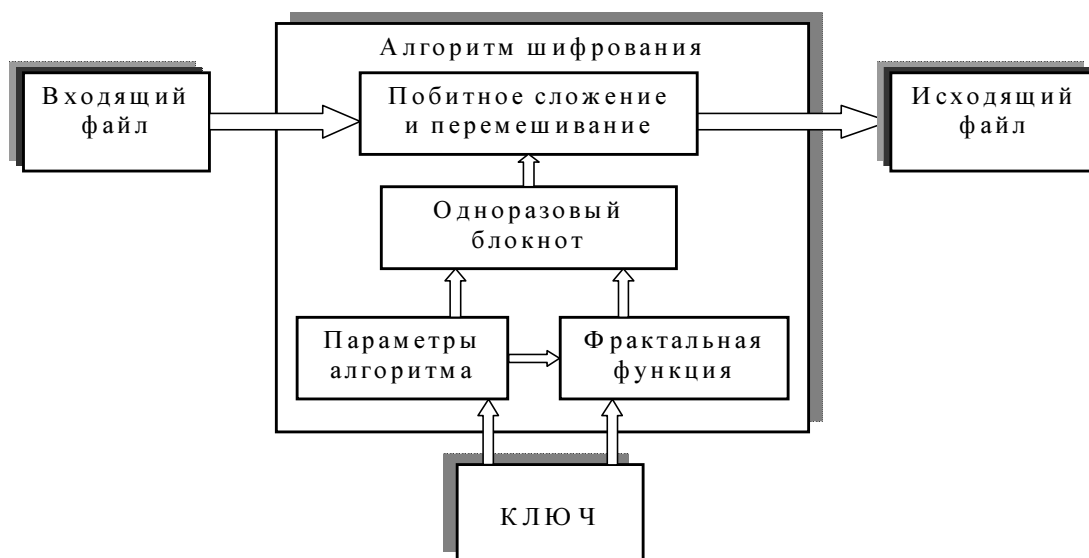 Алгоритм шифрования
Входящий
файл
Побитное сложение
и перемешивание
Исходящий
файл
Одноразовый
блокнот
Параметры
алгоритма
Фрактальная
функция
КЛЮЧ